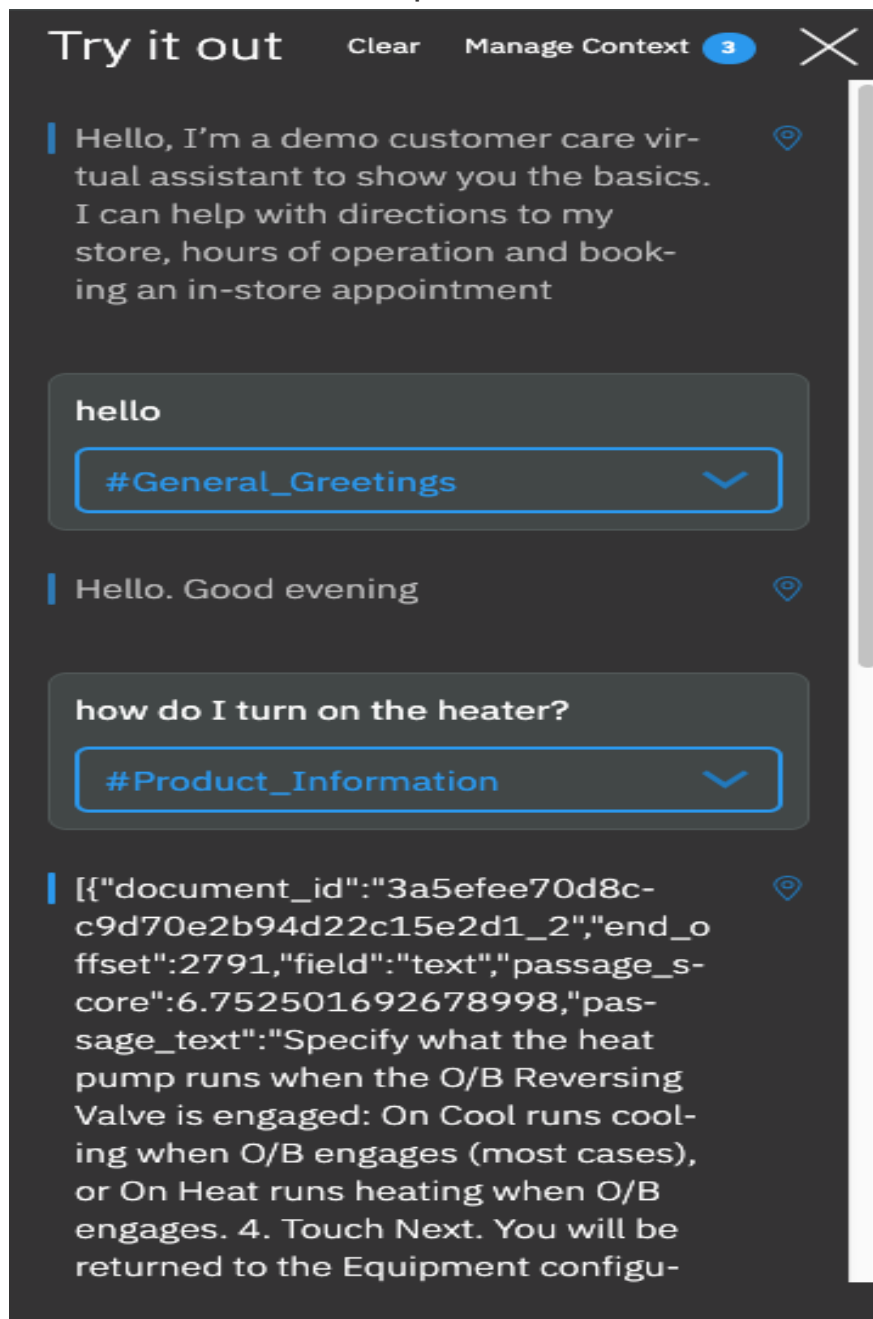 Try it out Clear Manage Context 3
Hello, I’m a demo customer care vir-
tual assistant to show you the basics.
I can help with directions to my
store, hours of operation and book-
ing an in-store appointment
hello
#General_Greetings
Hello. Good evening
how do I turn on the heater?
#Product_Information
[{"document_id":"3a5efee70d8c-
c9d70e2b94d22c15e2d1_2","end_o
ffset":2791,"field":"text","passage_s-
core":6.752501692678998,"pas-
sage_text":"Specify what the heat
pump runs when the O/B Reversing
Valve is engaged: On Cool runs cool-
ing when O/B engages (most cases),
or On Heat runs heating when O/B
engages. 4. Touch Next. You will be
returned to the Equipment configu-